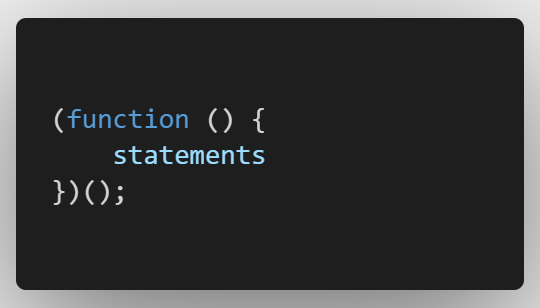 (function () {
    statements
})();